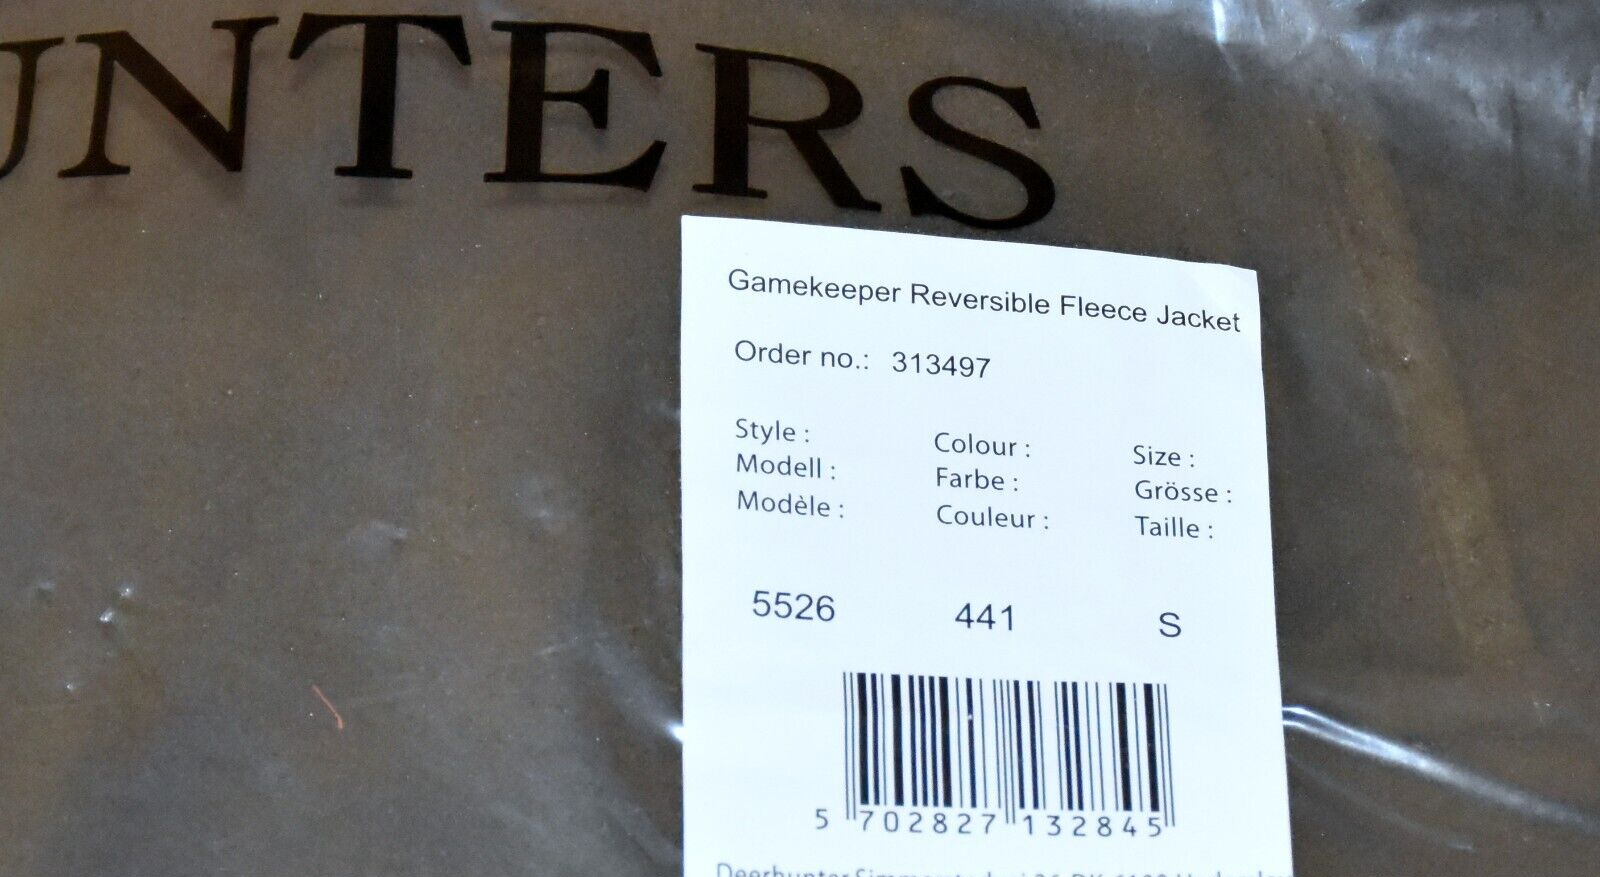 UNTERS
Gamekeeper Reversible Fleece Jacket
Order no.: 313497
Style : Colour : Size :
Modell : Farbe : Grösse :
Modèle : Couleur : Taille :
5526 441 S
5 702827 132845
Deerhunter